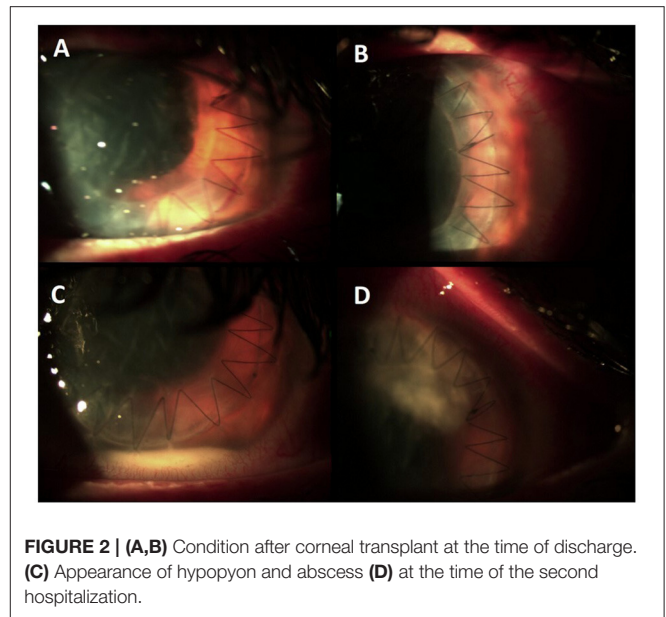 A
B
C
D
FIGURE 2 | (A,B) Condition after corneal transplant at the time of discharge.
(C) Appearance of hypopyon and abscess (D) at the time of the second
hospitalization.